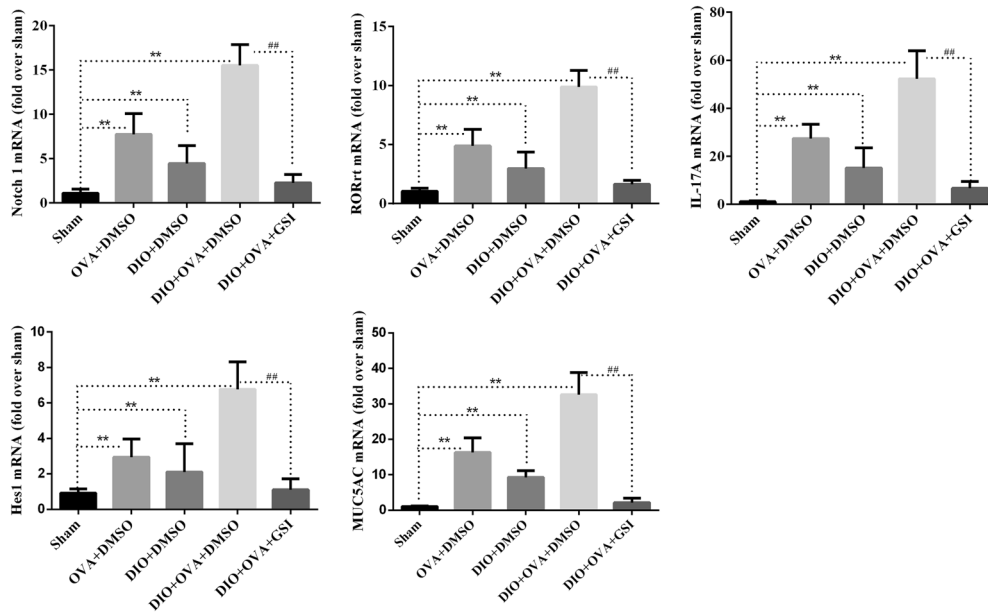 Notch 1 mRNA (fold over sham)
20
15
10
5
0
**
**
**
##
Sham
OVA+DMSO
DIO+DMSO
DIO+OVA+DMSO
DIO+OVA+GSI
RORrt mRNA (fold over sham)
15
10
5
0
**
**
**
##
Sham
OVA+DMSO
DIO+DMSO
DIO+OVA+DMSO
DIO+OVA+GSI
IL-17A mRNA (fold over sham)
80
60
40
20
0
**
**
**
##
Sham
OVA+DMSO
DIO+DMSO
DIO+OVA+DMSO
DIO+OVA+GSI
Hes1 mRNA (fold over sham)
10
8
6
4
2
0
**
**
**
##
Sham
OVA+DMSO
DIO+DMSO
DIO+OVA+DMSO
DIO+OVA+GSI
MUC5AC mRNA (fold over sham)
50
40
30
20
10
0
**
**
**
##
Sham
OVA+DMSO
DIO+DMSO
DIO+OVA+DMSO
DIO+OVA+GSI